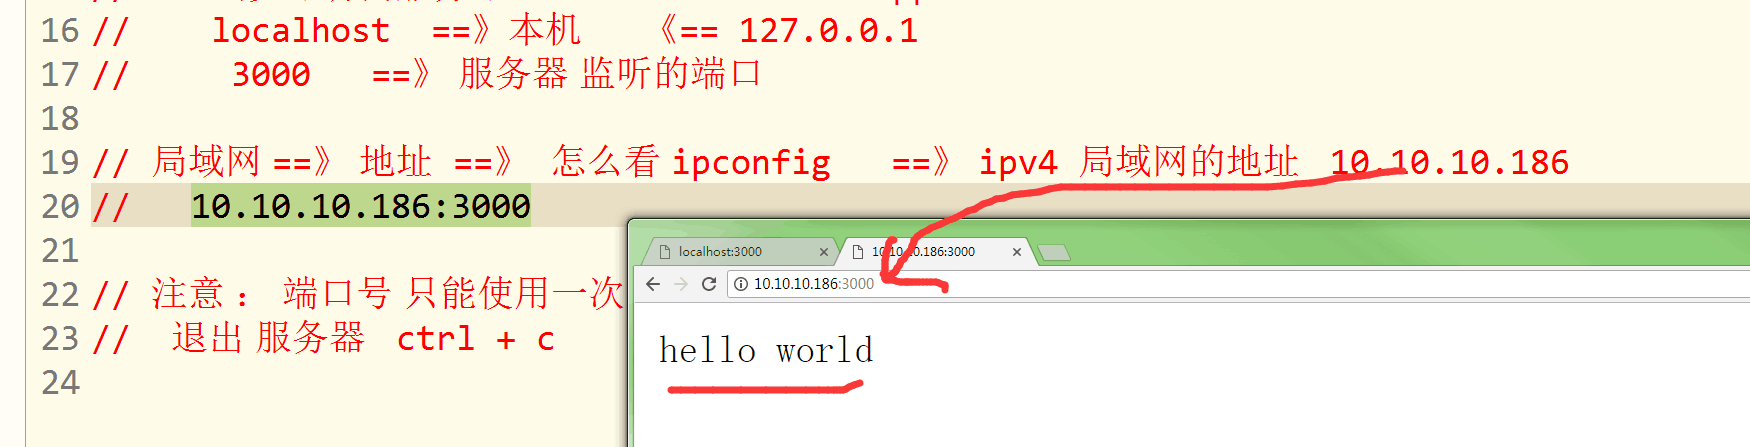 16 //    localhost  ==》本机    《== 127.0.0.1
17 //     3000   ==》 服务器 监听的端口
18
19 // 局域网 ==》 地址 ==》 怎么看 ipconfig   ==》 ipv4 局域网的地址 10.10.10.186
20 //   10.10.10.186:3000
21
22 // 注意： 端口号 只能使用一次
23 //  退出 服务器  ctrl + c
24
localhost:3000
10.10.10.186:3000
10.10.10.186:3000
hello world